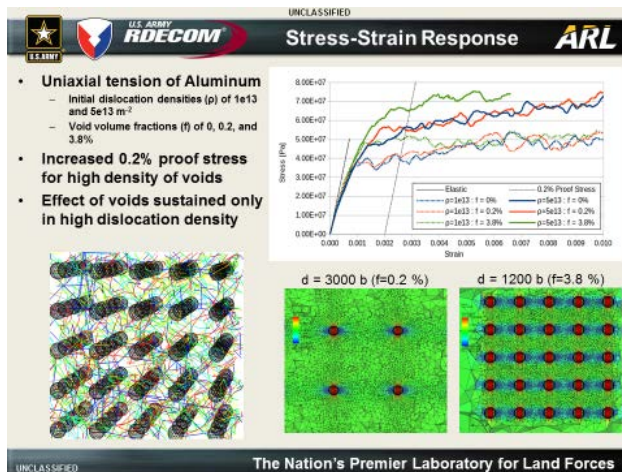 UNCLASSIFIED
U.S.ARMY
U.S. ARMY
RDECOM
Stress-Strain Response
ARL
• Uniaxial tension of Aluminum
– Initial dislocation densities (ρ) of 1e13
and 5e13 m-2
– Void volume fractions (f) of 0, 0.2, and
3.8%
• Increased 0.2% proof stress
for high density of voids
• Effect of voids sustained only
in high dislocation density
8.00E+07
7.00E+07
6.00E+07
5.00E+07
4.00E+07
3.00E+07
2.00E+07
1.00E+07
0.00E+00
Stress (Pa)
Elastic
0.2% Proof Stress
ρ=1e13 : f = 0%
ρ=5e13 : f = 0%
ρ=1e13 : f = 0.2%
ρ=5e13 : f = 0.2%
ρ=1e13 : f = 3.8%
ρ=5e13 : f = 3.8%
0.000 0.001 0.002 0.003 0.004 0.005 0.006 0.007 0.008 0.009 0.010
Strain
d = 3000 b (f=0.2 %)
d = 1200 b (f=3.8 %)
UNCLASSIFIED
The Nation's Premier Laboratory for Land Forces